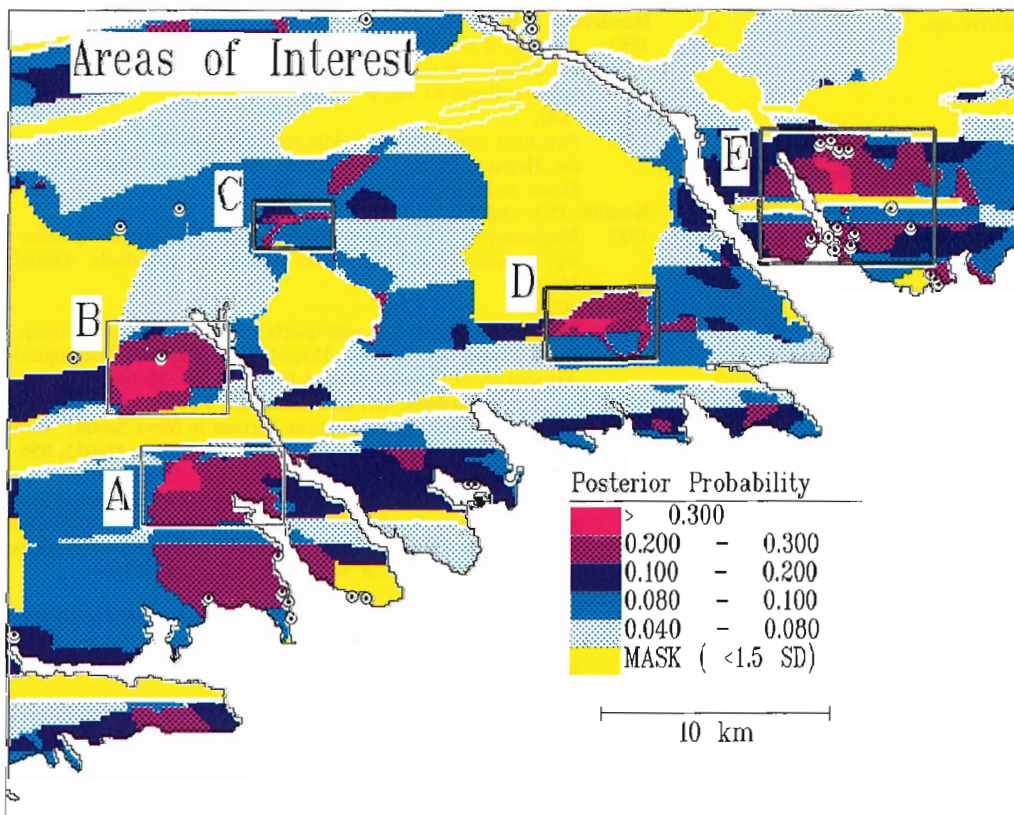 Areas of Interest
E
C
D
B
A
Posterior Probability
> 0.300
0.200 - 0.300
0.100 - 0.200
0.080 - 0.100
0.040 - 0.080
MASK ( <1.5 SD)
10 km